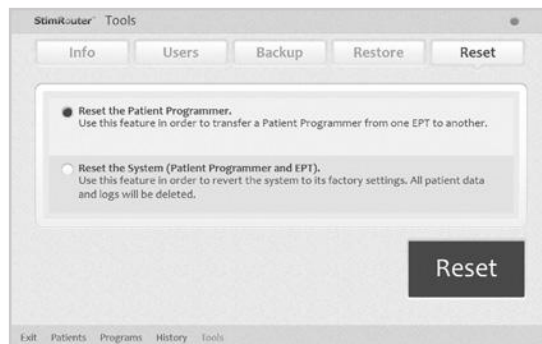 StimRouter™ Tools
Info Users Backup Restore Reset
Reset the Patient Programmer.
Use this feature in order to transfer a Patient Programmer from one EPT to another.
Reset the System (Patient Programmer and EPT).
Use this feature in order to revert the system to its factory settings. All patient data
and logs will be deleted.
Reset
Exit Patients Programs History Tools